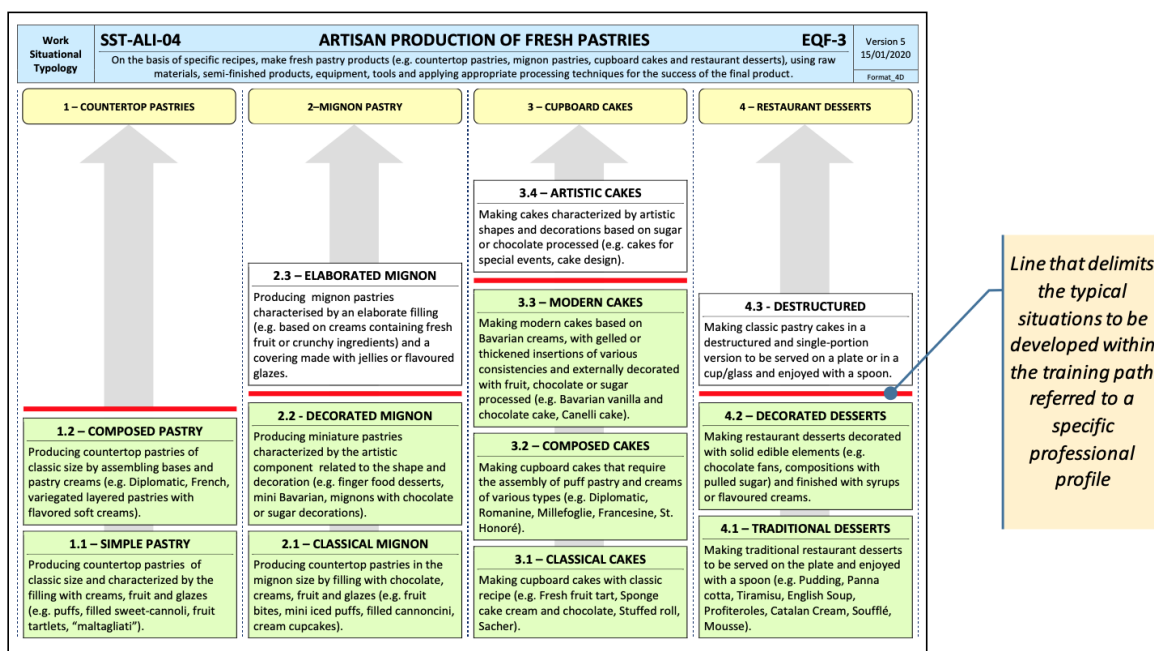 Work
Situational
Typology
SST-ALI-04
ARTISAN PRODUCTION OF FRESH PASTRIES
EQF-3
On the basis of specific recipes, make fresh pastry products (e.g. countertop pastries, mignon pastries, cupboard cakes and restaurant desserts), using raw
materials, semi-finished products, equipment, tools and applying appropriate processing techniques for the success of the final product.
Version 5
15/01/2020
Format_4D
1 – COUNTERTOP PASTRIES
1.2 – COMPOSED PASTRY
Producing countertop pastries of
classic size by assembling bases and
pastry creams (e.g. Diplomatic, French,
variegated layered pastries with
flavored soft creams).
1.1 – SIMPLE PASTRY
Producing countertop pastries of
classic size and characterized by the
filling with creams, fruit and glazes
(e.g. puffs, filled sweet-cannoli, fruit
tartlets, “maltagliati”).
2–MIGNON PASTRY
2.3 – ELABORATED MIGNON
Producing mignon pastries
characterised by an elaborate filling
(e.g. based on creams containing fresh
fruit or crunchy ingredients) and a
covering made with jellies or flavoured
glazes.
2.2 - DECORATED MIGNON
Producing miniature pastries
characterized by the artistic
component related to the shape and
decoration (e.g. finger food desserts,
mini Bavarian, mignons with chocolate
or sugar decorations).
2.1 – CLASSICAL MIGNON
Producing countertop pastries in the
mignon size by filling with chocolate,
creams, fruit and glazes (e.g. fruit
bites, mini iced puffs, filled cannoncini,
cream cupcakes).
3 – CUPBOARD CAKES
3.4 – ARTISTIC CAKES
Making cakes characterized by artistic
shapes and decorations based on sugar
or chocolate processed (e.g. cakes for
special events, cake design).
3.3 – MODERN CAKES
Making modern cakes based on
Bavarian creams, with gelled or
thickened insertions of various
consistencies and externally decorated
with fruit, chocolate or sugar
processed (e.g. Bavarian vanilla and
chocolate cake, Canelli cake).
3.2 – COMPOSED CAKES
Making cupboard cakes that require
the assembly of puff pastry and creams
of various types (e.g. Diplomatic,
Romanine, Millefoglie, Francesine, St.
Honoré).
3.1 – CLASSICAL CAKES
Making cupboard cakes with classic
recipe (e.g. Fresh fruit tart, Sponge
cake cream and chocolate, Stuffed roll,
Sacher).
4 – RESTAURANT DESSERTS
4.3 - DESTRUCTURED
Making classic pastry cakes in a
destructured and single-portion
version to be served on a plate or in a
cup/glass and enjoyed with a spoon.
4.2 – DECORATED DESSERTS
Making restaurant desserts decorated
with solid edible elements (e.g.
chocolate fans, compositions with
pulled sugar) and finished with syrups
or flavoured creams.
4.1 – TRADITIONAL DESSERTS
Making traditional restaurant desserts
to be served on the plate and enjoyed
with a spoon (e.g. Pudding, Panna
cotta, Tiramisu, English Soup,
Profiteroles, Catalan Cream, Soufflé,
Mousse).
Line that delimits
the typical
situations to be
developed within
the training path
referred to a
specific
professional
profile